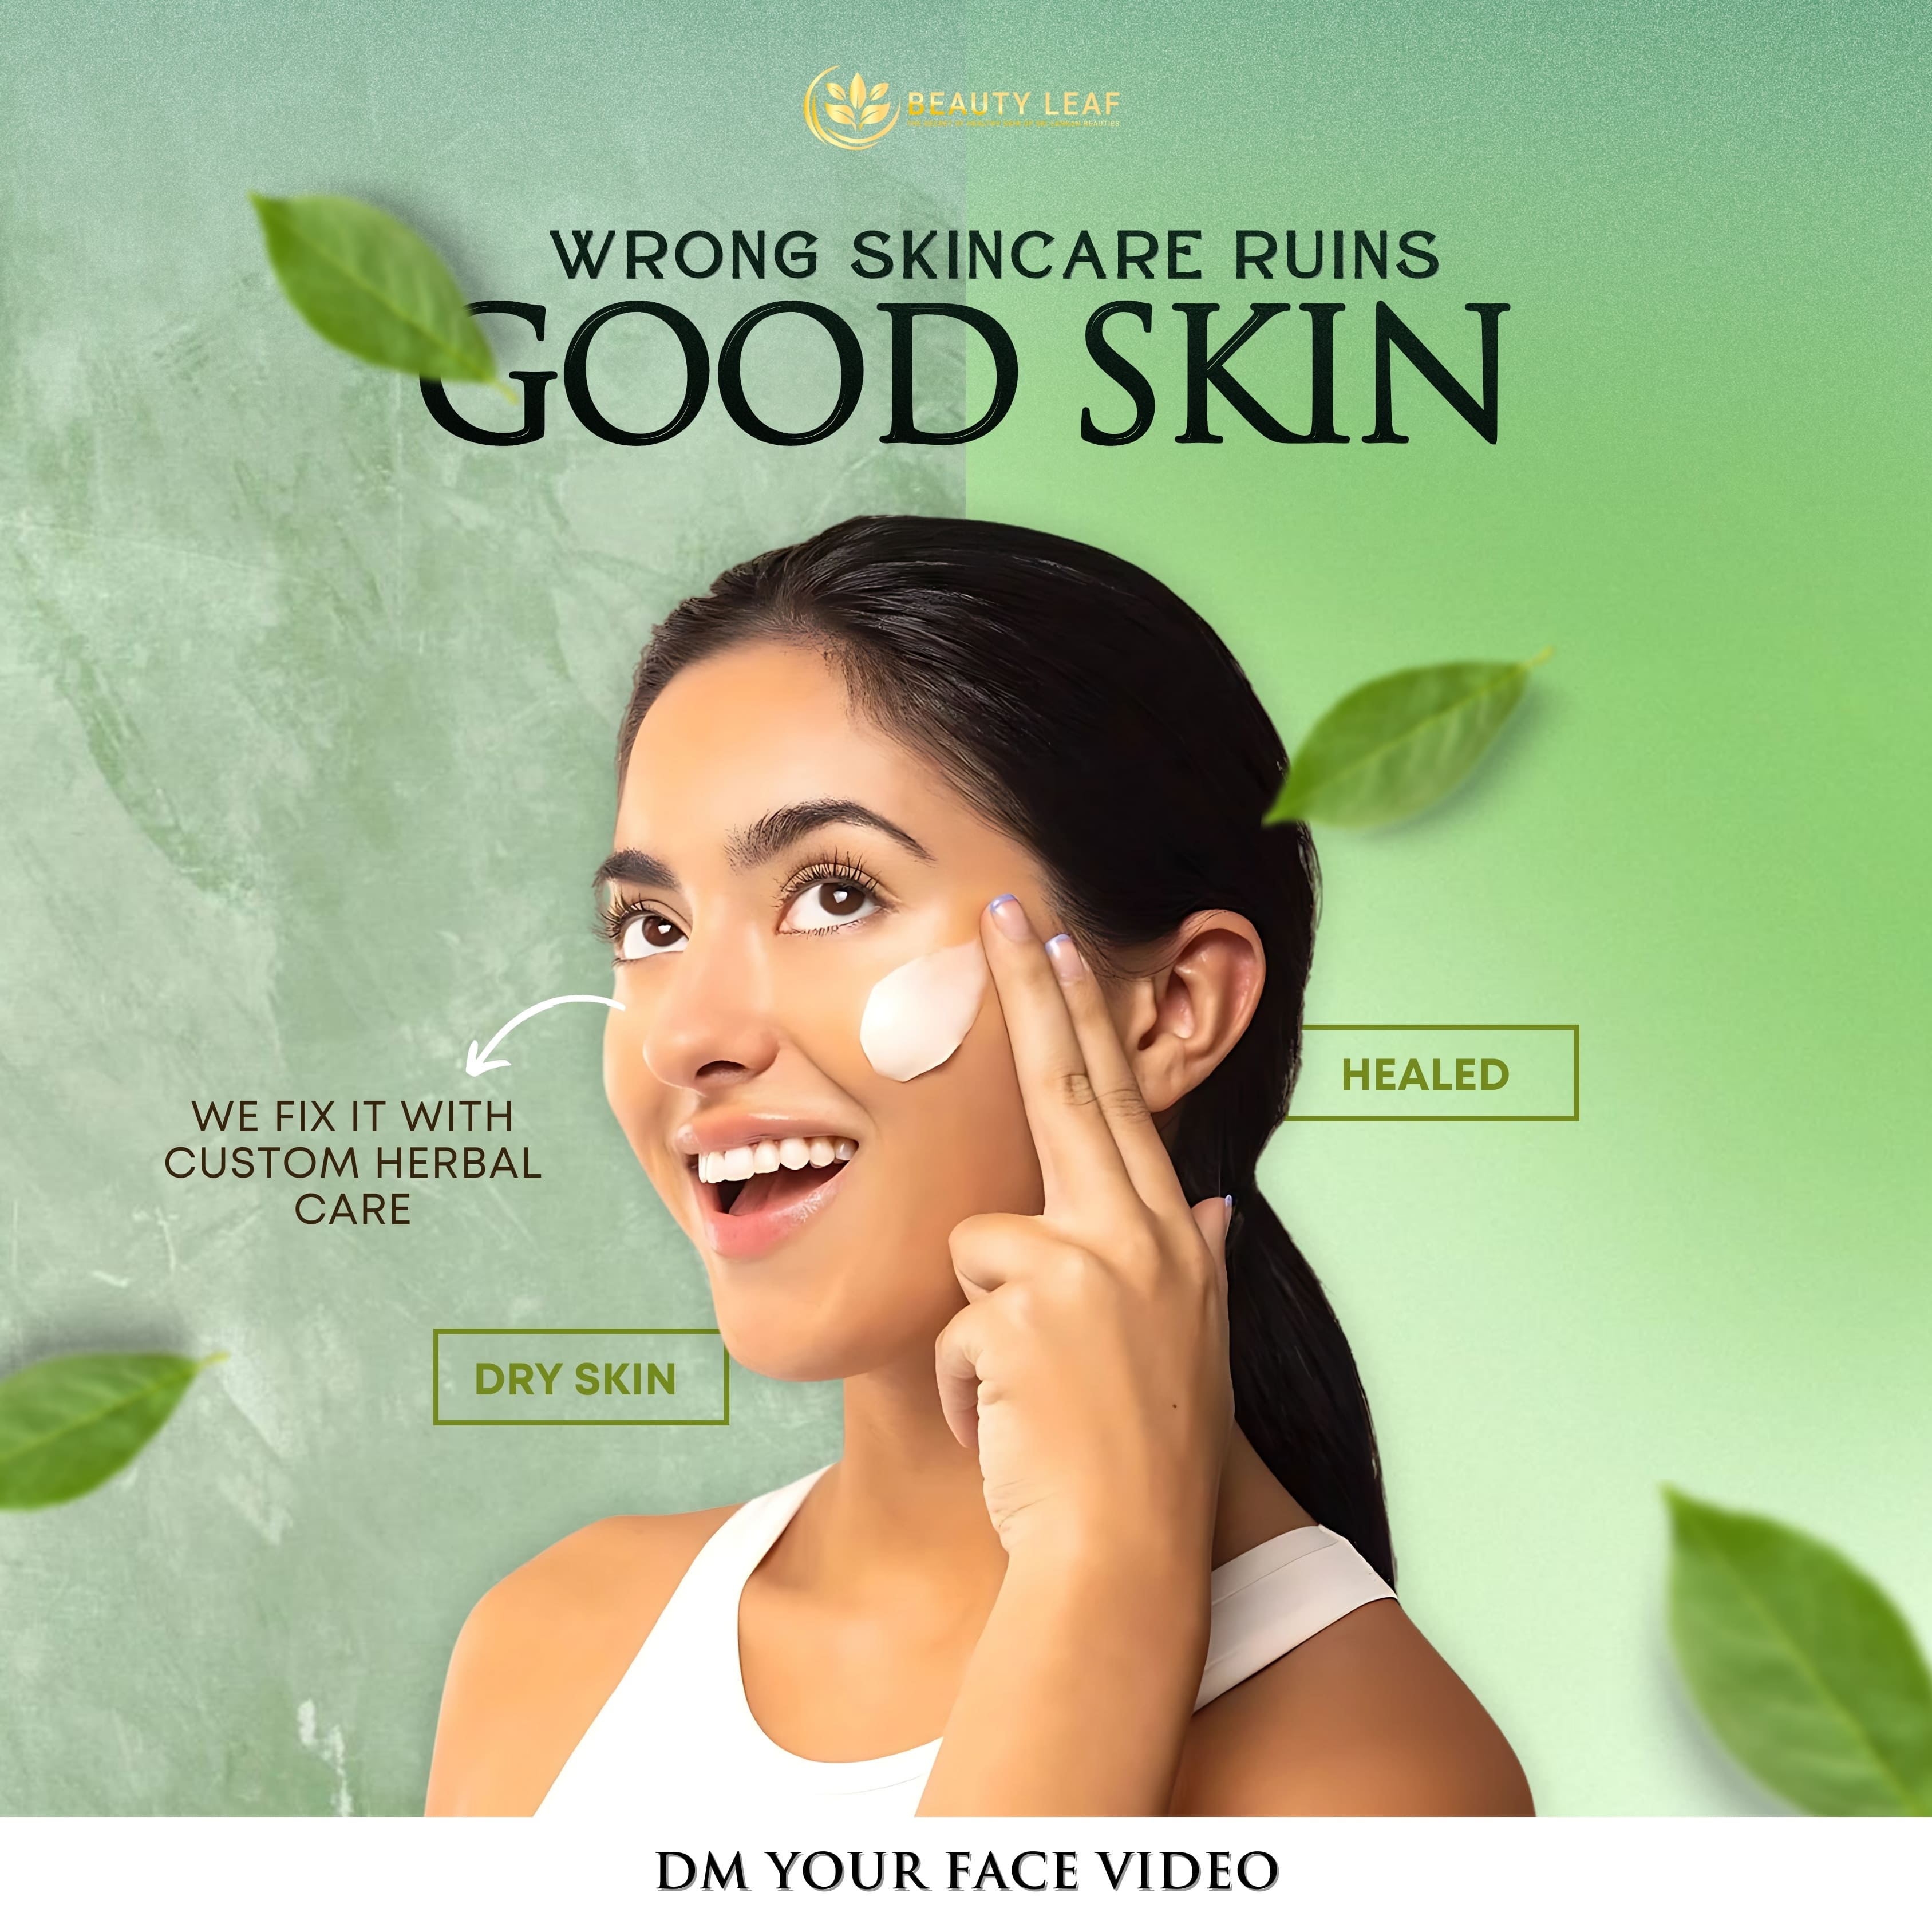 BEAUTY LEAF
WRONG SKINCARE RUINS
GOOD SKIN
HEALED
WE FIX IT WITH
CUSTOM HERBAL
CARE
DRY SKIN
DM YOUR FACE VIDEO